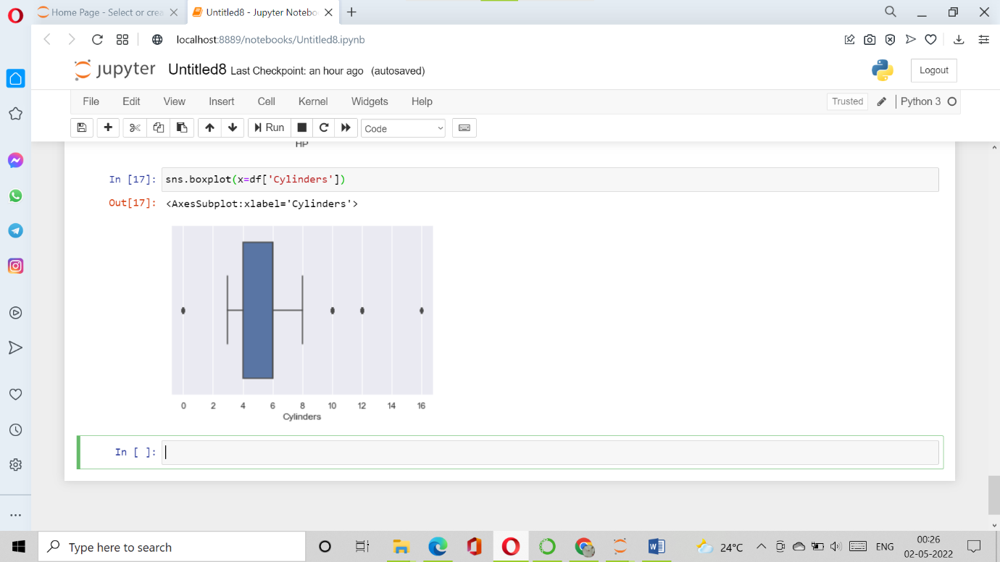 Home Page - Select or crea
Untitled8 - Jupyter Notebo
localhost:8889/notebooks/Untitled8.ipynb
jupyter Untitled8 Last Checkpoint: an hour ago (autosaved)
Logout
File Edit View Insert Cell Kernel Widgets Help
Trusted
Python 3
Run
Code
HP
In [17]: sns.boxplot(x=df['Cylinders'])
Out[17]: <AxesSubplot:xlabel='Cylinders'>
0 2 4 6 8 10 12 14 16
Cylinders
In [ ]:
Type here to search
24°C
ENG
00:26
02-05-2022